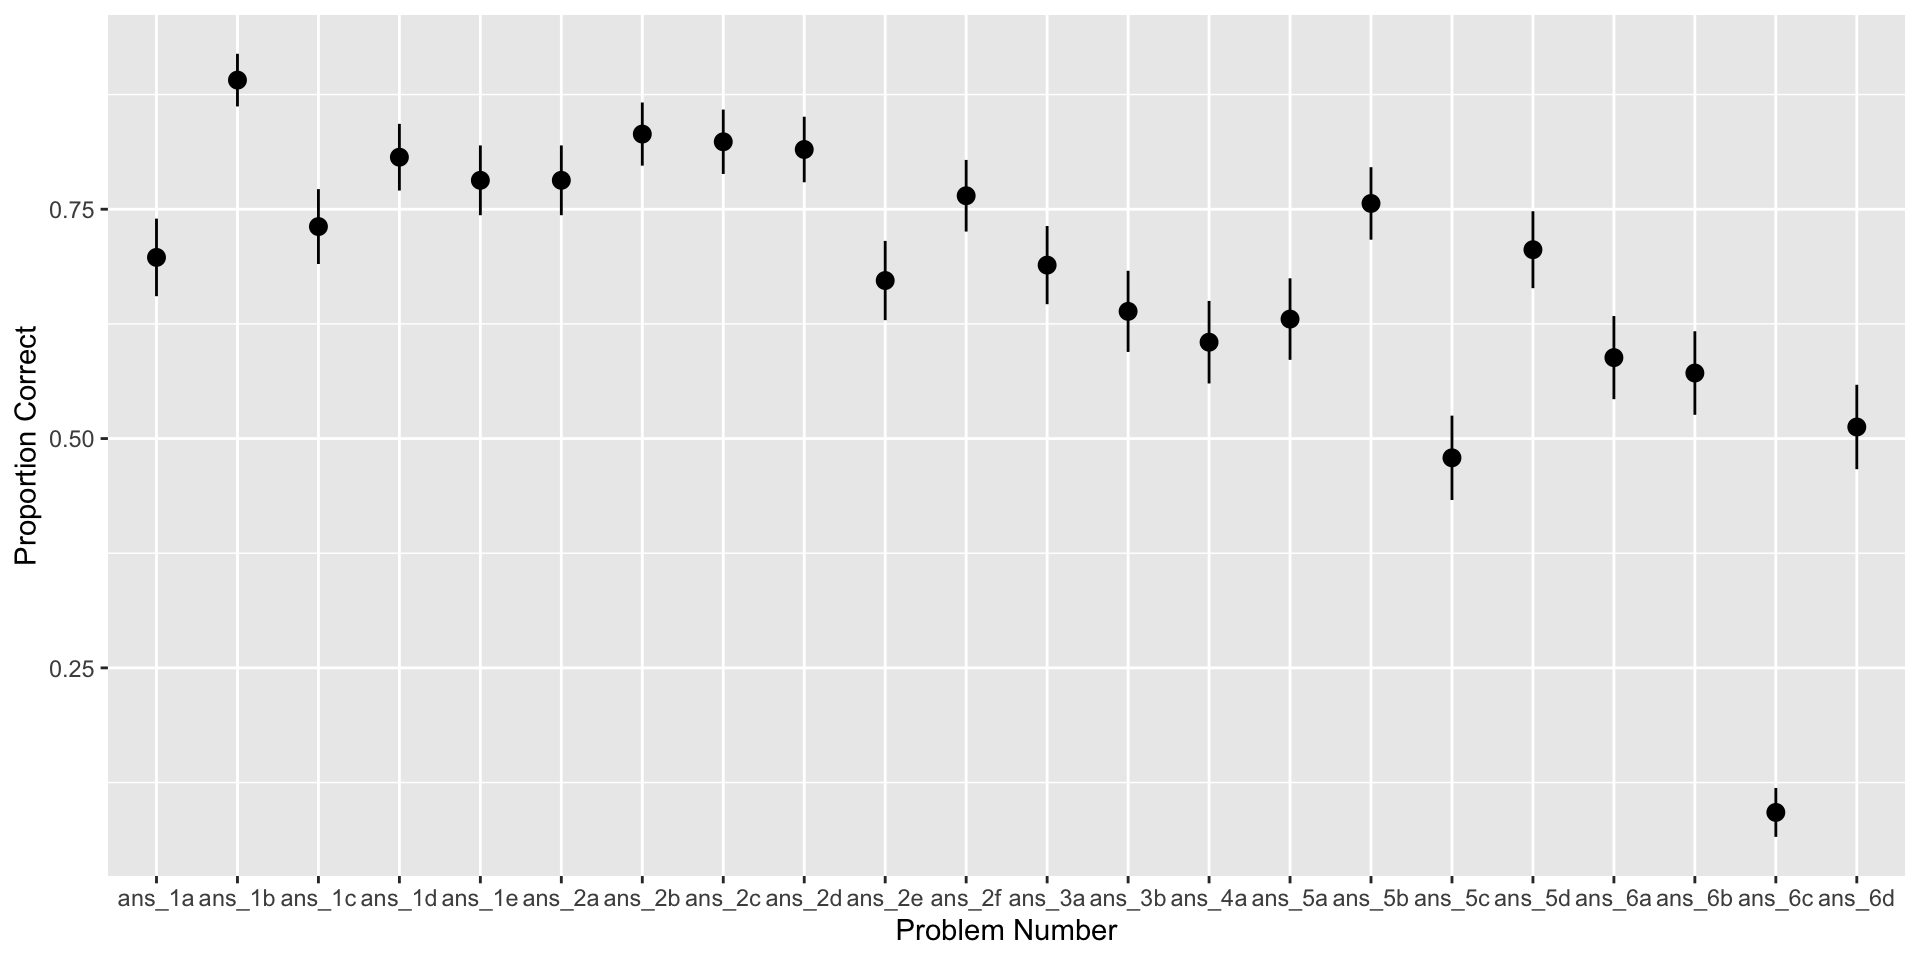 Proportion Correct
0.75
0.50
0.25
ans_1a ans_1b ans_1c ans_1d ans_1e ans_2a ans_2b ans_2c ans_2d ans_2e ans_2f ans_3a ans_3b ans_4a ans_5a ans_5b ans_5c ans_5d ans_6a ans_6b ans_6c ans_6d
Problem Number